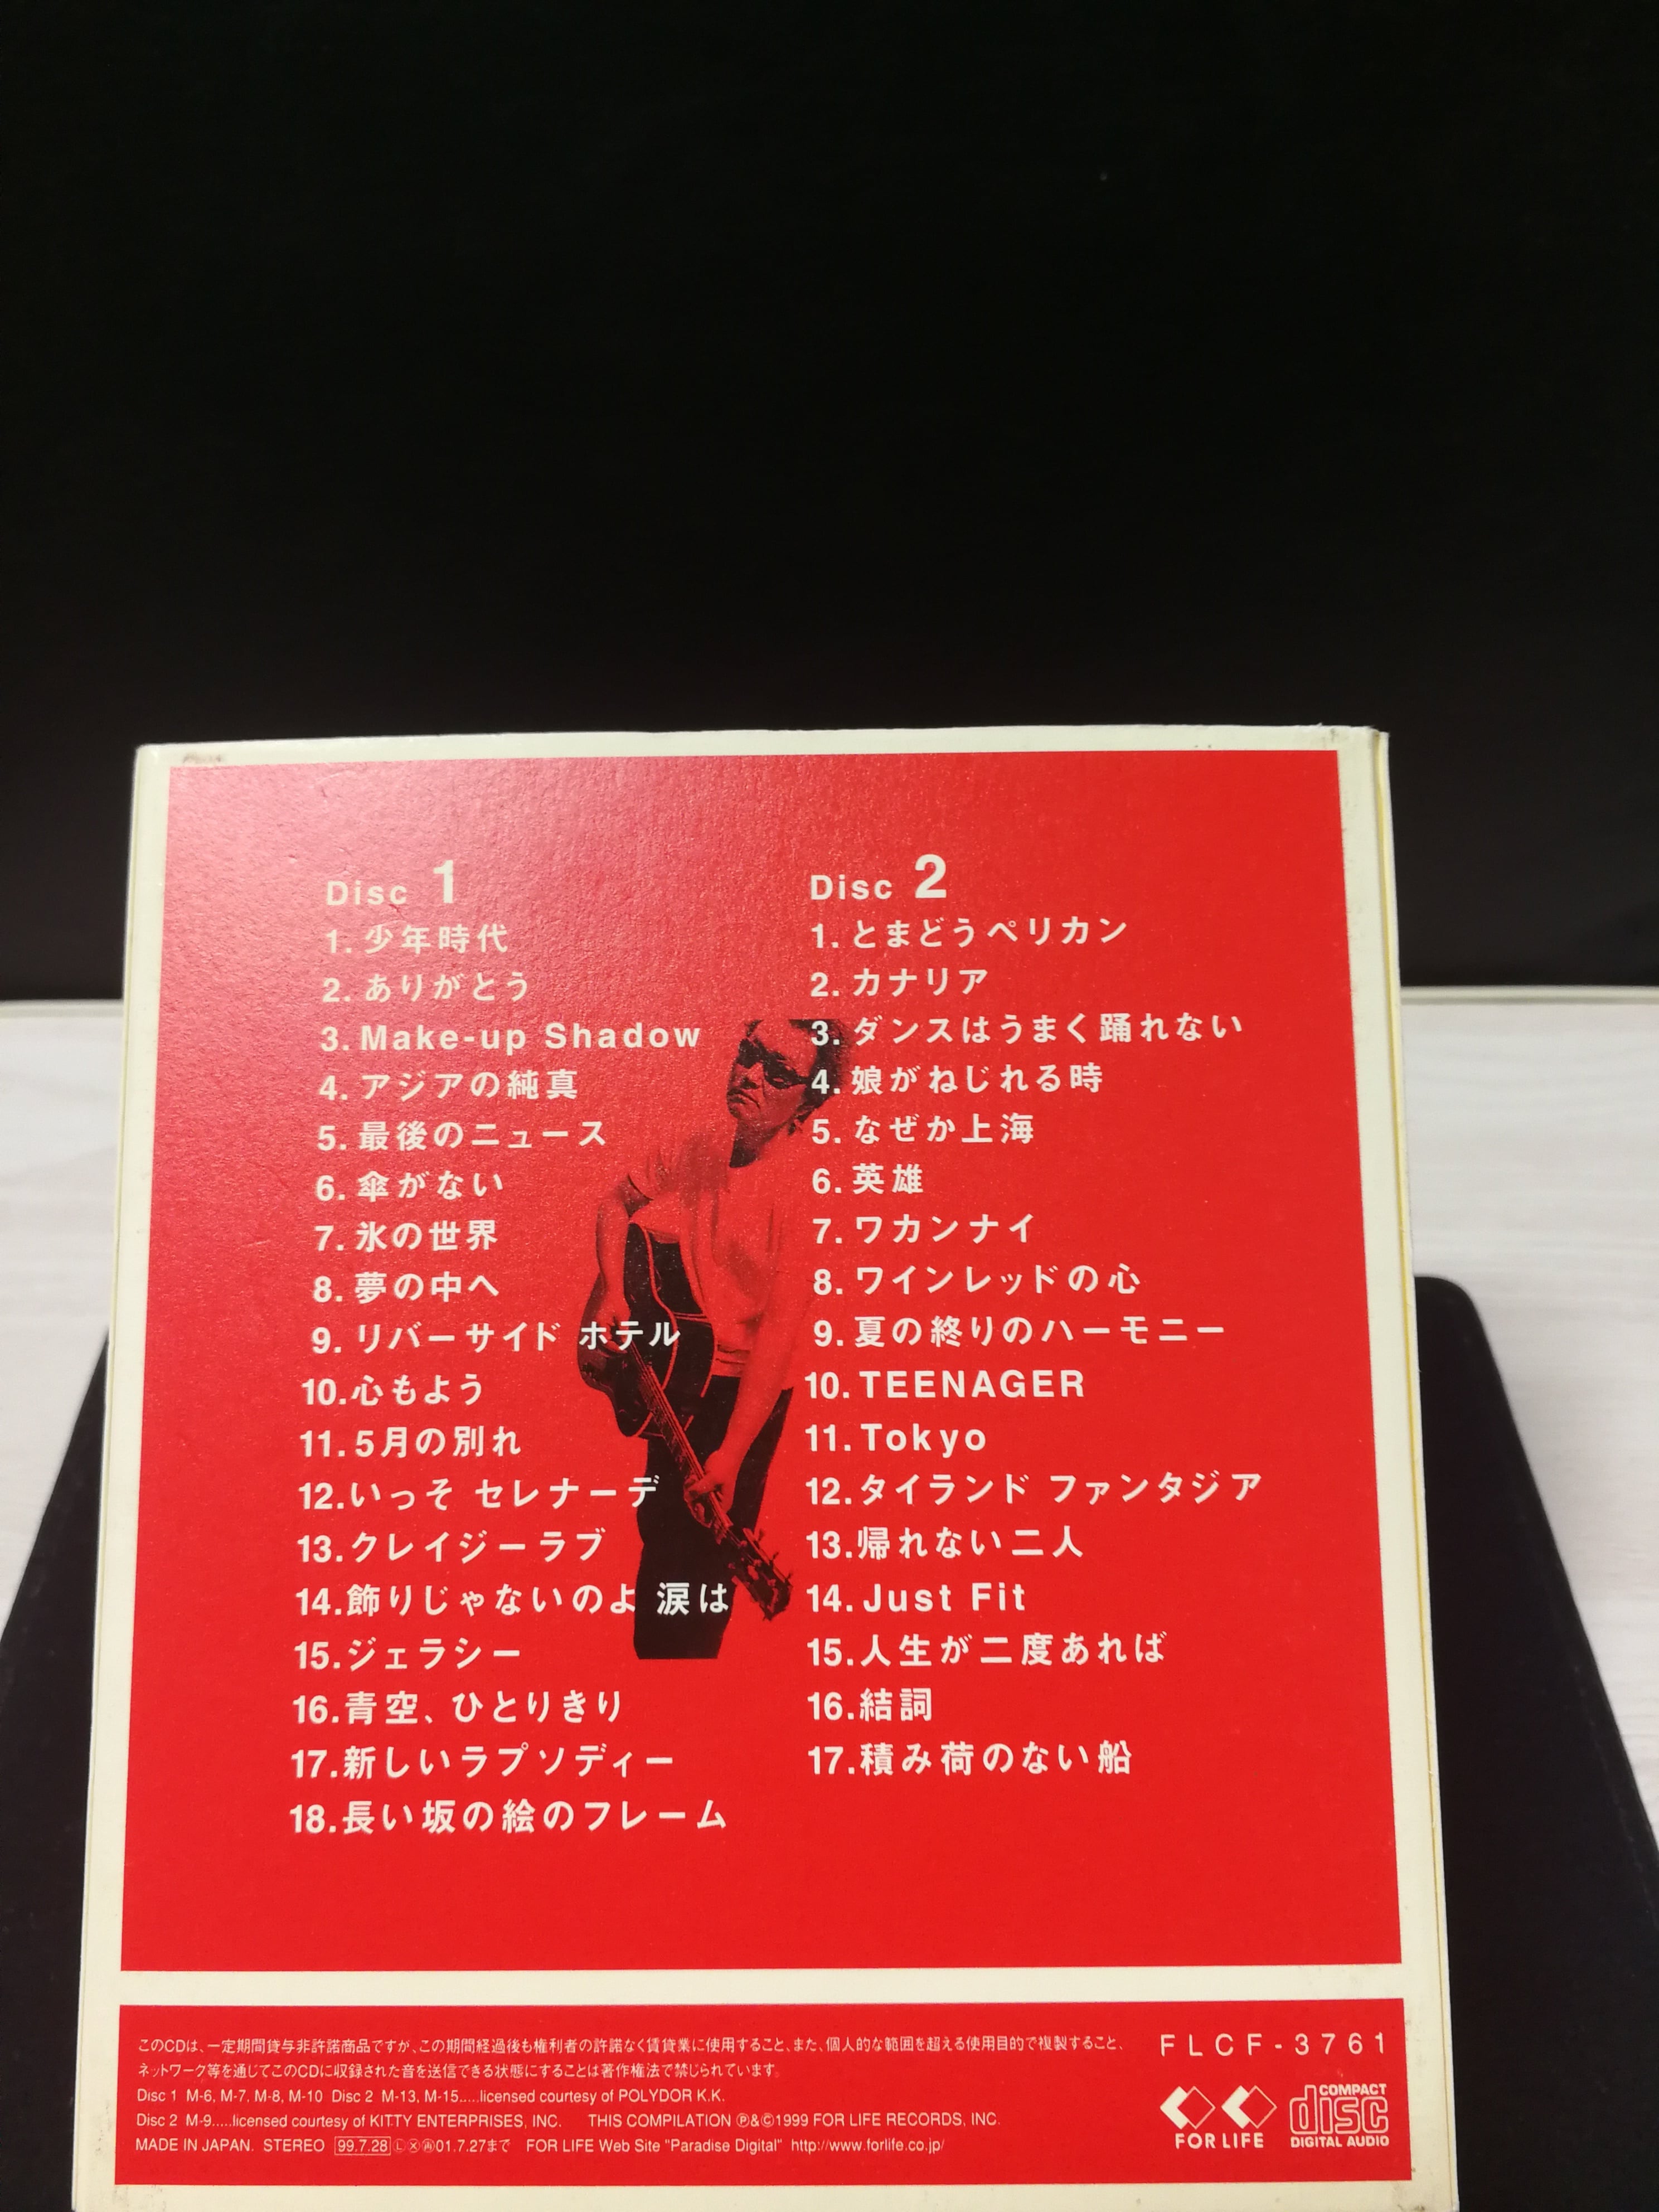 Disc 1
1. 少年時代
2. ありがとう
3. Make-up Shadow
4. アジアの純真
5. 最後のニュース
6. 傘がない
7. 氷の世界
8. 夢の中へ
9. リバーサイド ホテル
10. 心もよう
11. 5月の別れ
12. いっそ セレナーデ
13. クレイジーラブ
14. 飾りじゃないのよ 涙は
15. ジェラシー
16. 青空、ひとりきり
17. 新しいラプソディー
18. 長い坂の絵のフレーム
Disc 2
1. とまどうペリカン
2. カナリア
3. ダンスはうまく踊れない
4. 娘がねじれる時
5. なぜか上海
6. 英雄
7. ワカンナイ
8. ワインレッドの心
9. 夏の終りのハーモニー
10. TEENAGER
11. Tokyo
12. タイランド ファンタジア
13. 帰れない二人
14. Just Fit
15. 人生が二度あれば
16. 結詞
17. 積み荷のない船
このCDは、一定期間貸与非許諾商品ですが、この期間経過後も権利者の許諾なく賃貸業に使用すること、また、個人的な範囲を超える使用目的で複製すること、
ネットワーク等を通じてこのCDに収録された音を送信できる状態にすることは著作権法で禁じられています。
Disc 1 M-6, M-7, M-8, M-10 Disc 2 M-13, M-15.....licensed courtesy of POLYDOR K.K.
Disc 2 M-9.....licensed courtesy of KITTY ENTERPRISES, INC. THIS COMPILATION Ⓟ&©1999 FOR LIFE RECORDS, INC.
MADE IN JAPAN. STEREO 99.7.28 Ⓛ 01.7.27まで FOR LIFE Web Site "Paradise Digital" http://www.forlife.co.jp/
FLCF-3761
FOR LIFE
COMPACT
disc
DIGITAL AUDIO